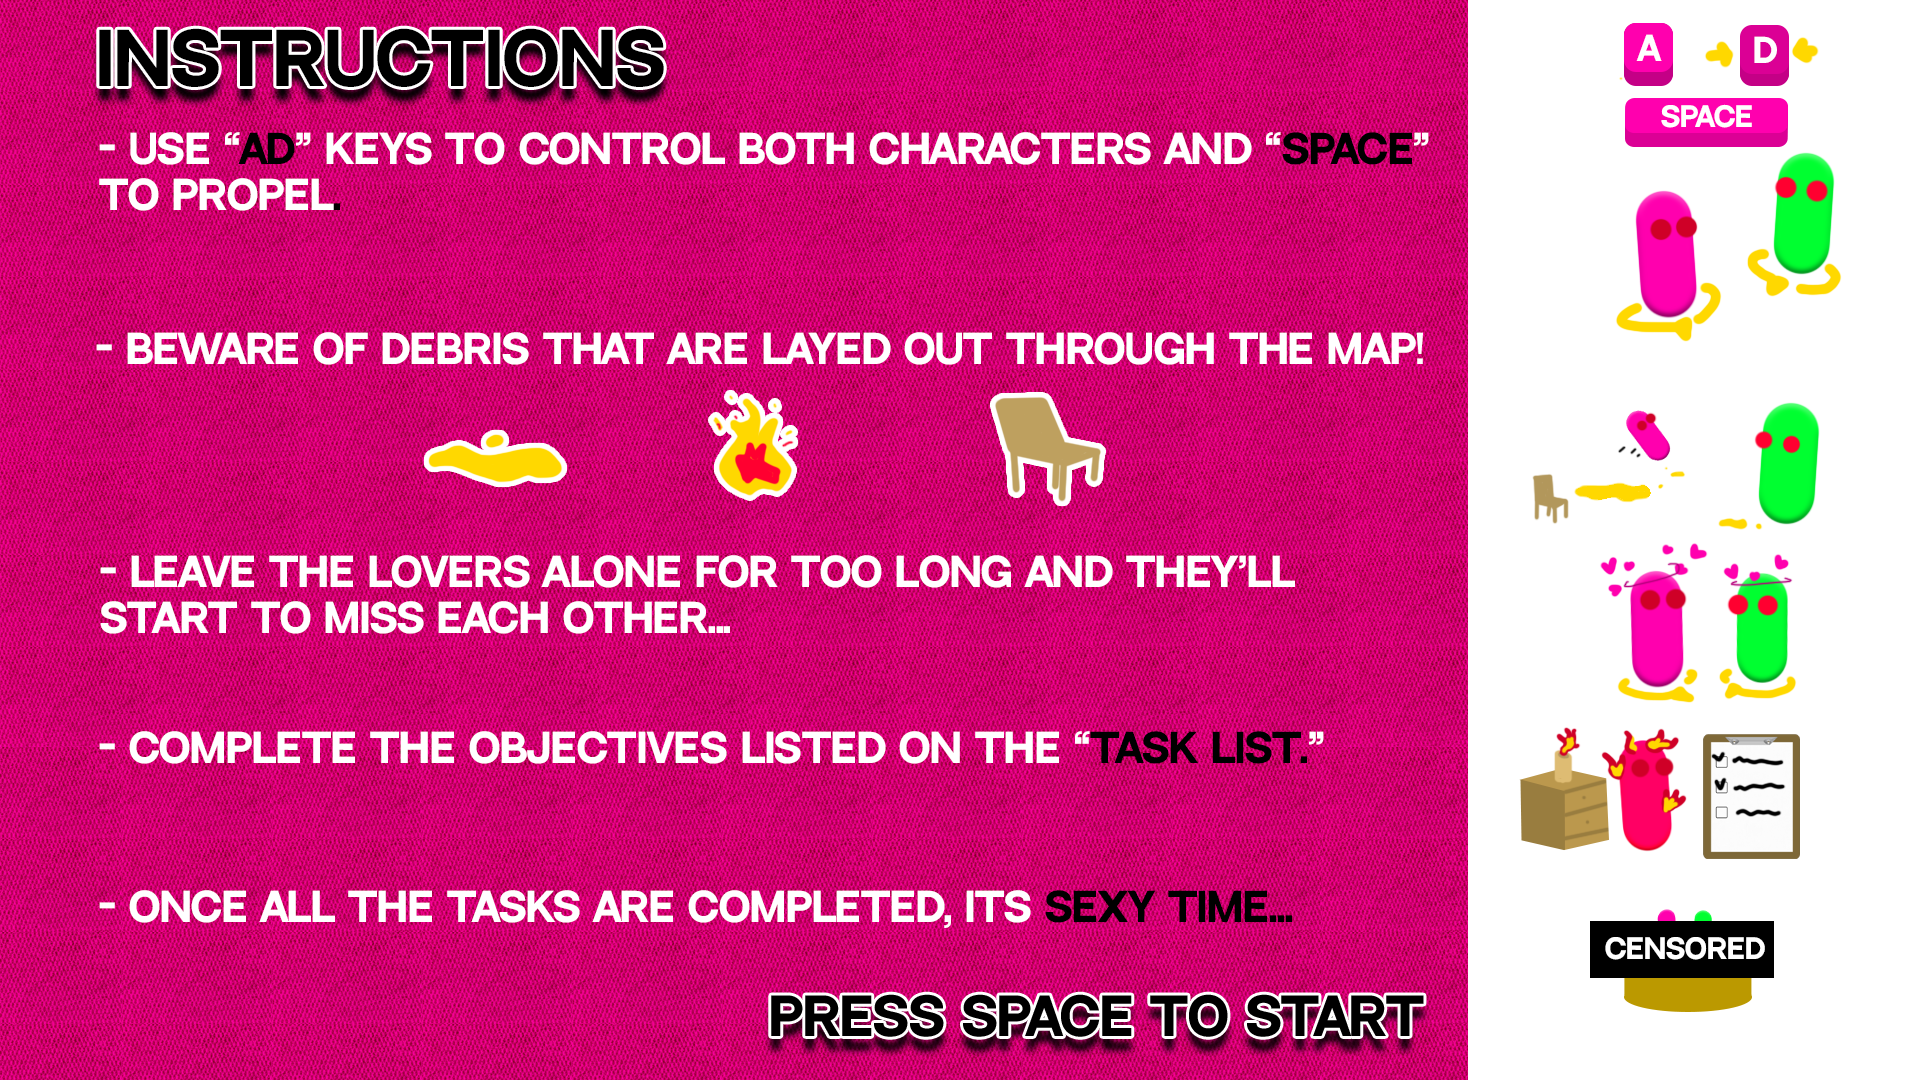 INSTRUCTIONS
- USE “AD” KEYS TO CONTROL BOTH CHARACTERS AND “SPACE”
TO PROPEL.
- BEWARE OF DEBRIS THAT ARE LAYED OUT THROUGH THE MAP!
- LEAVE THE LOVERS ALONE FOR TOO LONG AND THEY’LL
START TO MISS EACH OTHER...
- COMPLETE THE OBJECTIVES LISTED ON THE “TASK LIST.”
- ONCE ALL THE TASKS ARE COMPLETED, ITS SEXY TIME...
PRESS SPACE TO START
A D
SPACE
CENSORED